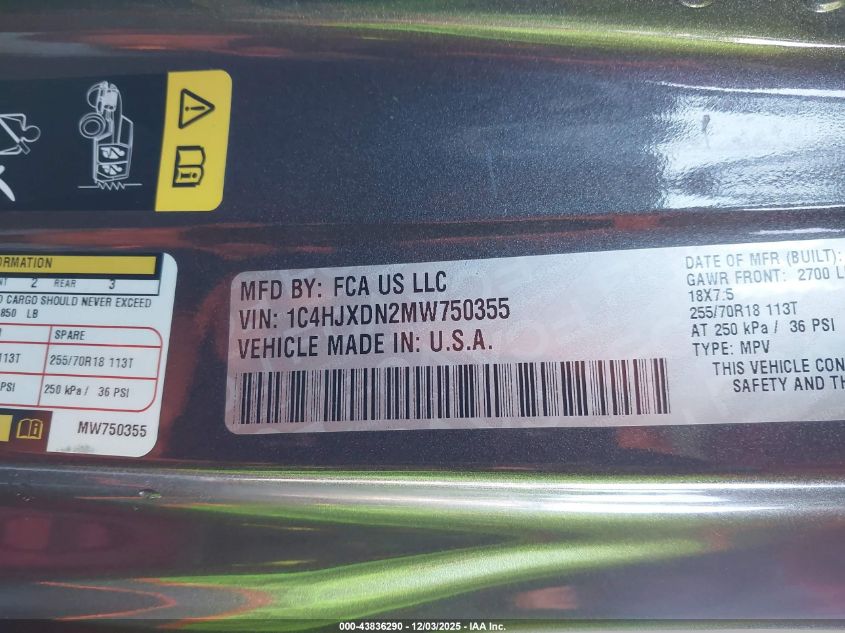 ORMATION
NT 2 REAR 3
D CARGO SHOULD NEVER EXCEED
850 LB
SPARE
113T 255/70R18 113T
PSI 250 kPa / 36 PSI
MW750355
MFD BY: FCA US LLC
VIN: 1C4HJXDN2MW750355
VEHICLE MADE IN: U.S.A.
DATE OF MFR (BUILT):
GAWR FRONT: 2700 L
18X7.5
255/70R18 113T
AT 250 kPa / 36 PSI
TYPE: MPV
THIS VEHICLE CON
SAFETY AND TH
000-43836290 - 12/03/2025 - IAA Inc.